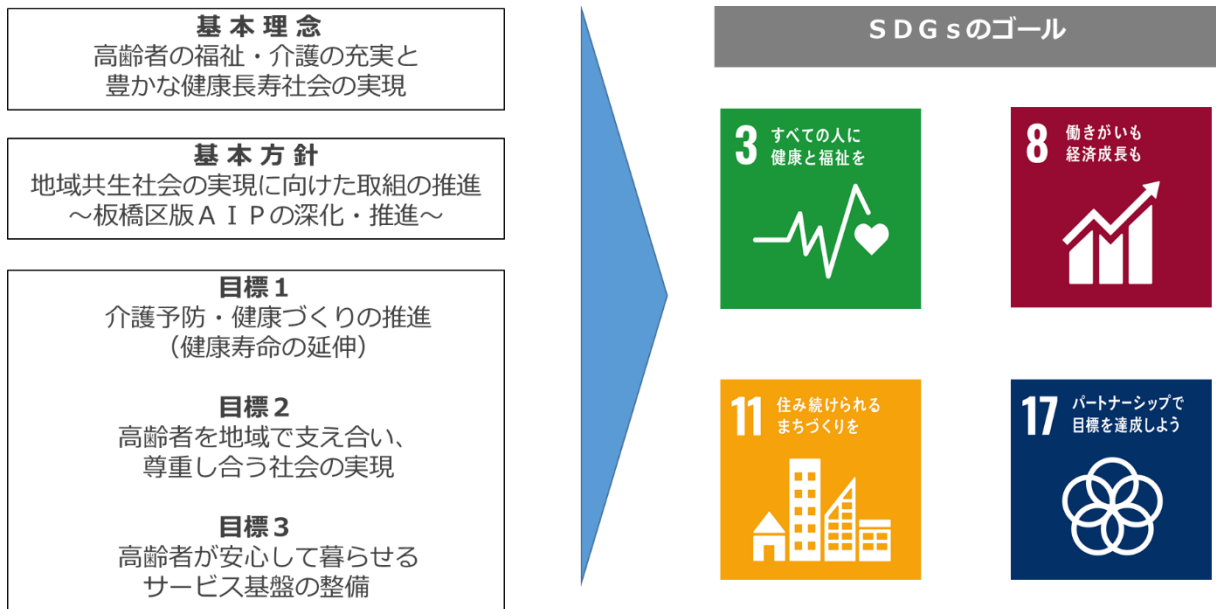 基本理念
高齢者の福祉・介護の充実と
豊かな健康長寿社会の実現
基本方針
地域共生社会の実現に向けた取組の推進
～板橋区版ＡＩＰの深化・推進～
目標１
介護予防・健康づくりの推進
（健康寿命の延伸）
目標２
高齢者を地域で支え合い、
尊重し合う社会の実現
目標３
高齢者が安心して暮らせる
サービス基盤の整備
ＳＤＧｓのゴール
3 すべての人に
健康と福祉を
8 働きがいも
経済成長も
11 住み続けられる
まちづくりを
17 パートナーシップで
目標を達成しよう